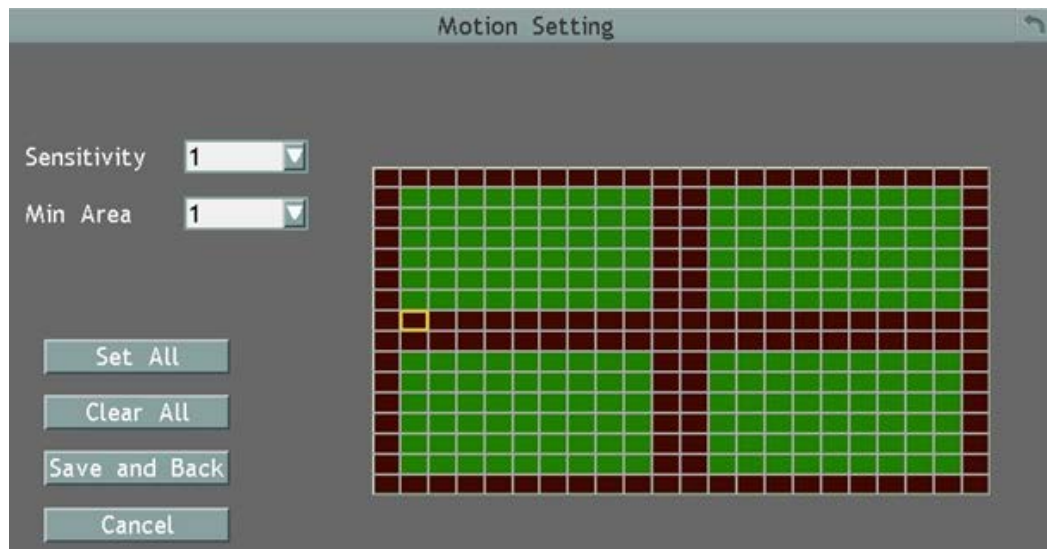 Motion Setting
Sensitivity 1
Min Area 1
Set All
Clear All
Save and Back
Cancel